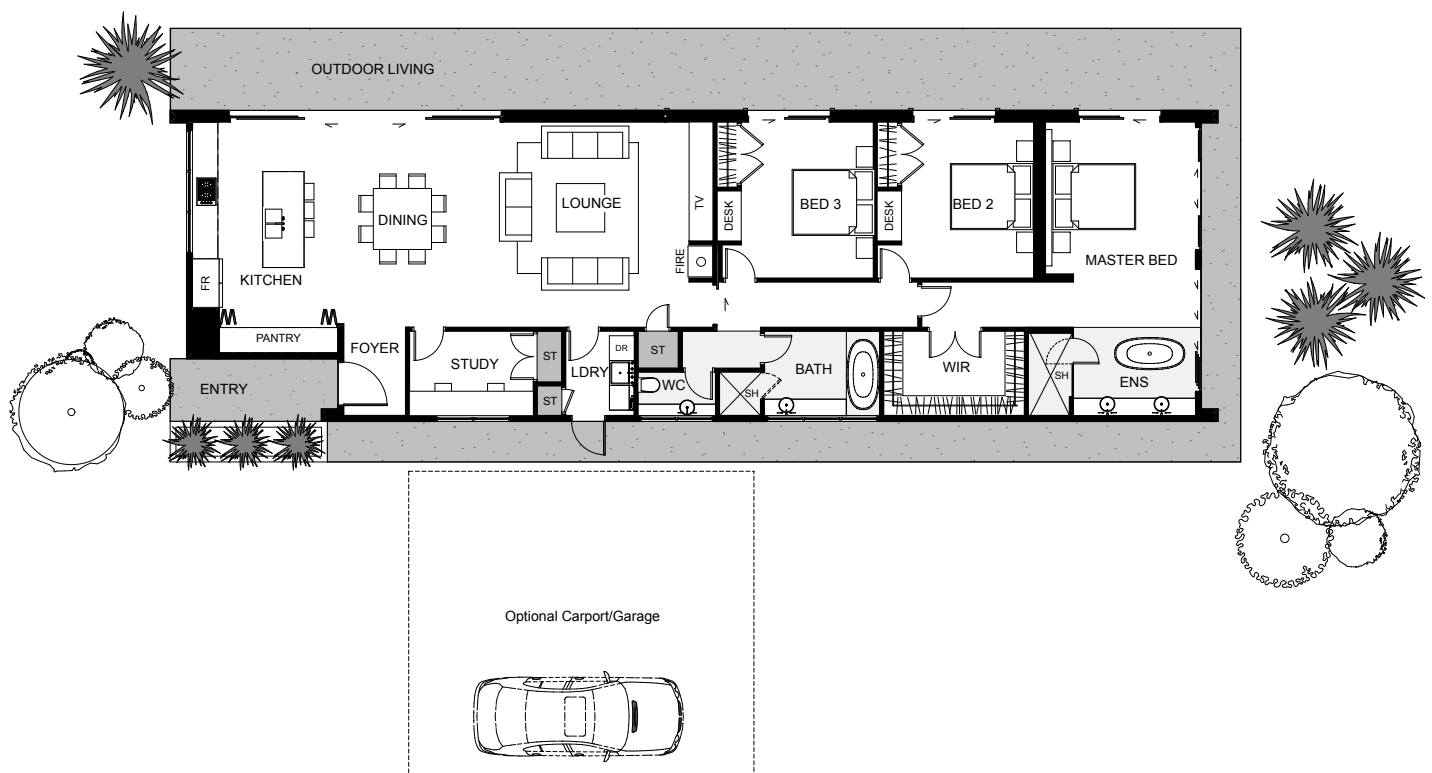 OUTDOOR LIVING
LOUNGE
TV
DESK
BED 3
DESK
BED 2
DINING
FIRE
MASTER BED
FR
KITCHEN
PANTRY
FOYER
STUDY
ST
LDRY
DR
ST
BATH
WIR
SH
ENS
ENTRY
ST
WC
SH
Optional Carport/Garage